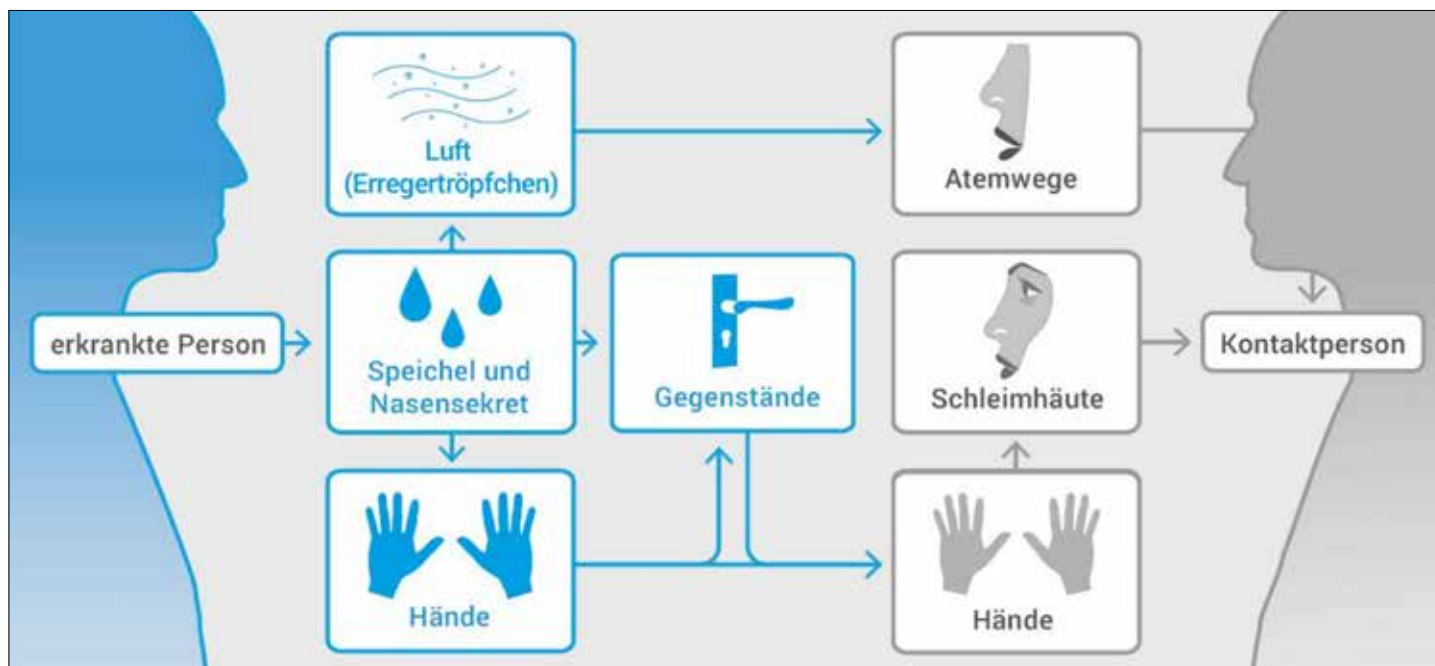 Luft
(Erregertröpfchen)
Atemwege
erkrankte Person
Speichel und
Nasensekret
Gegenstände
Schleimhäute
Kontaktperson
Hände
Hände